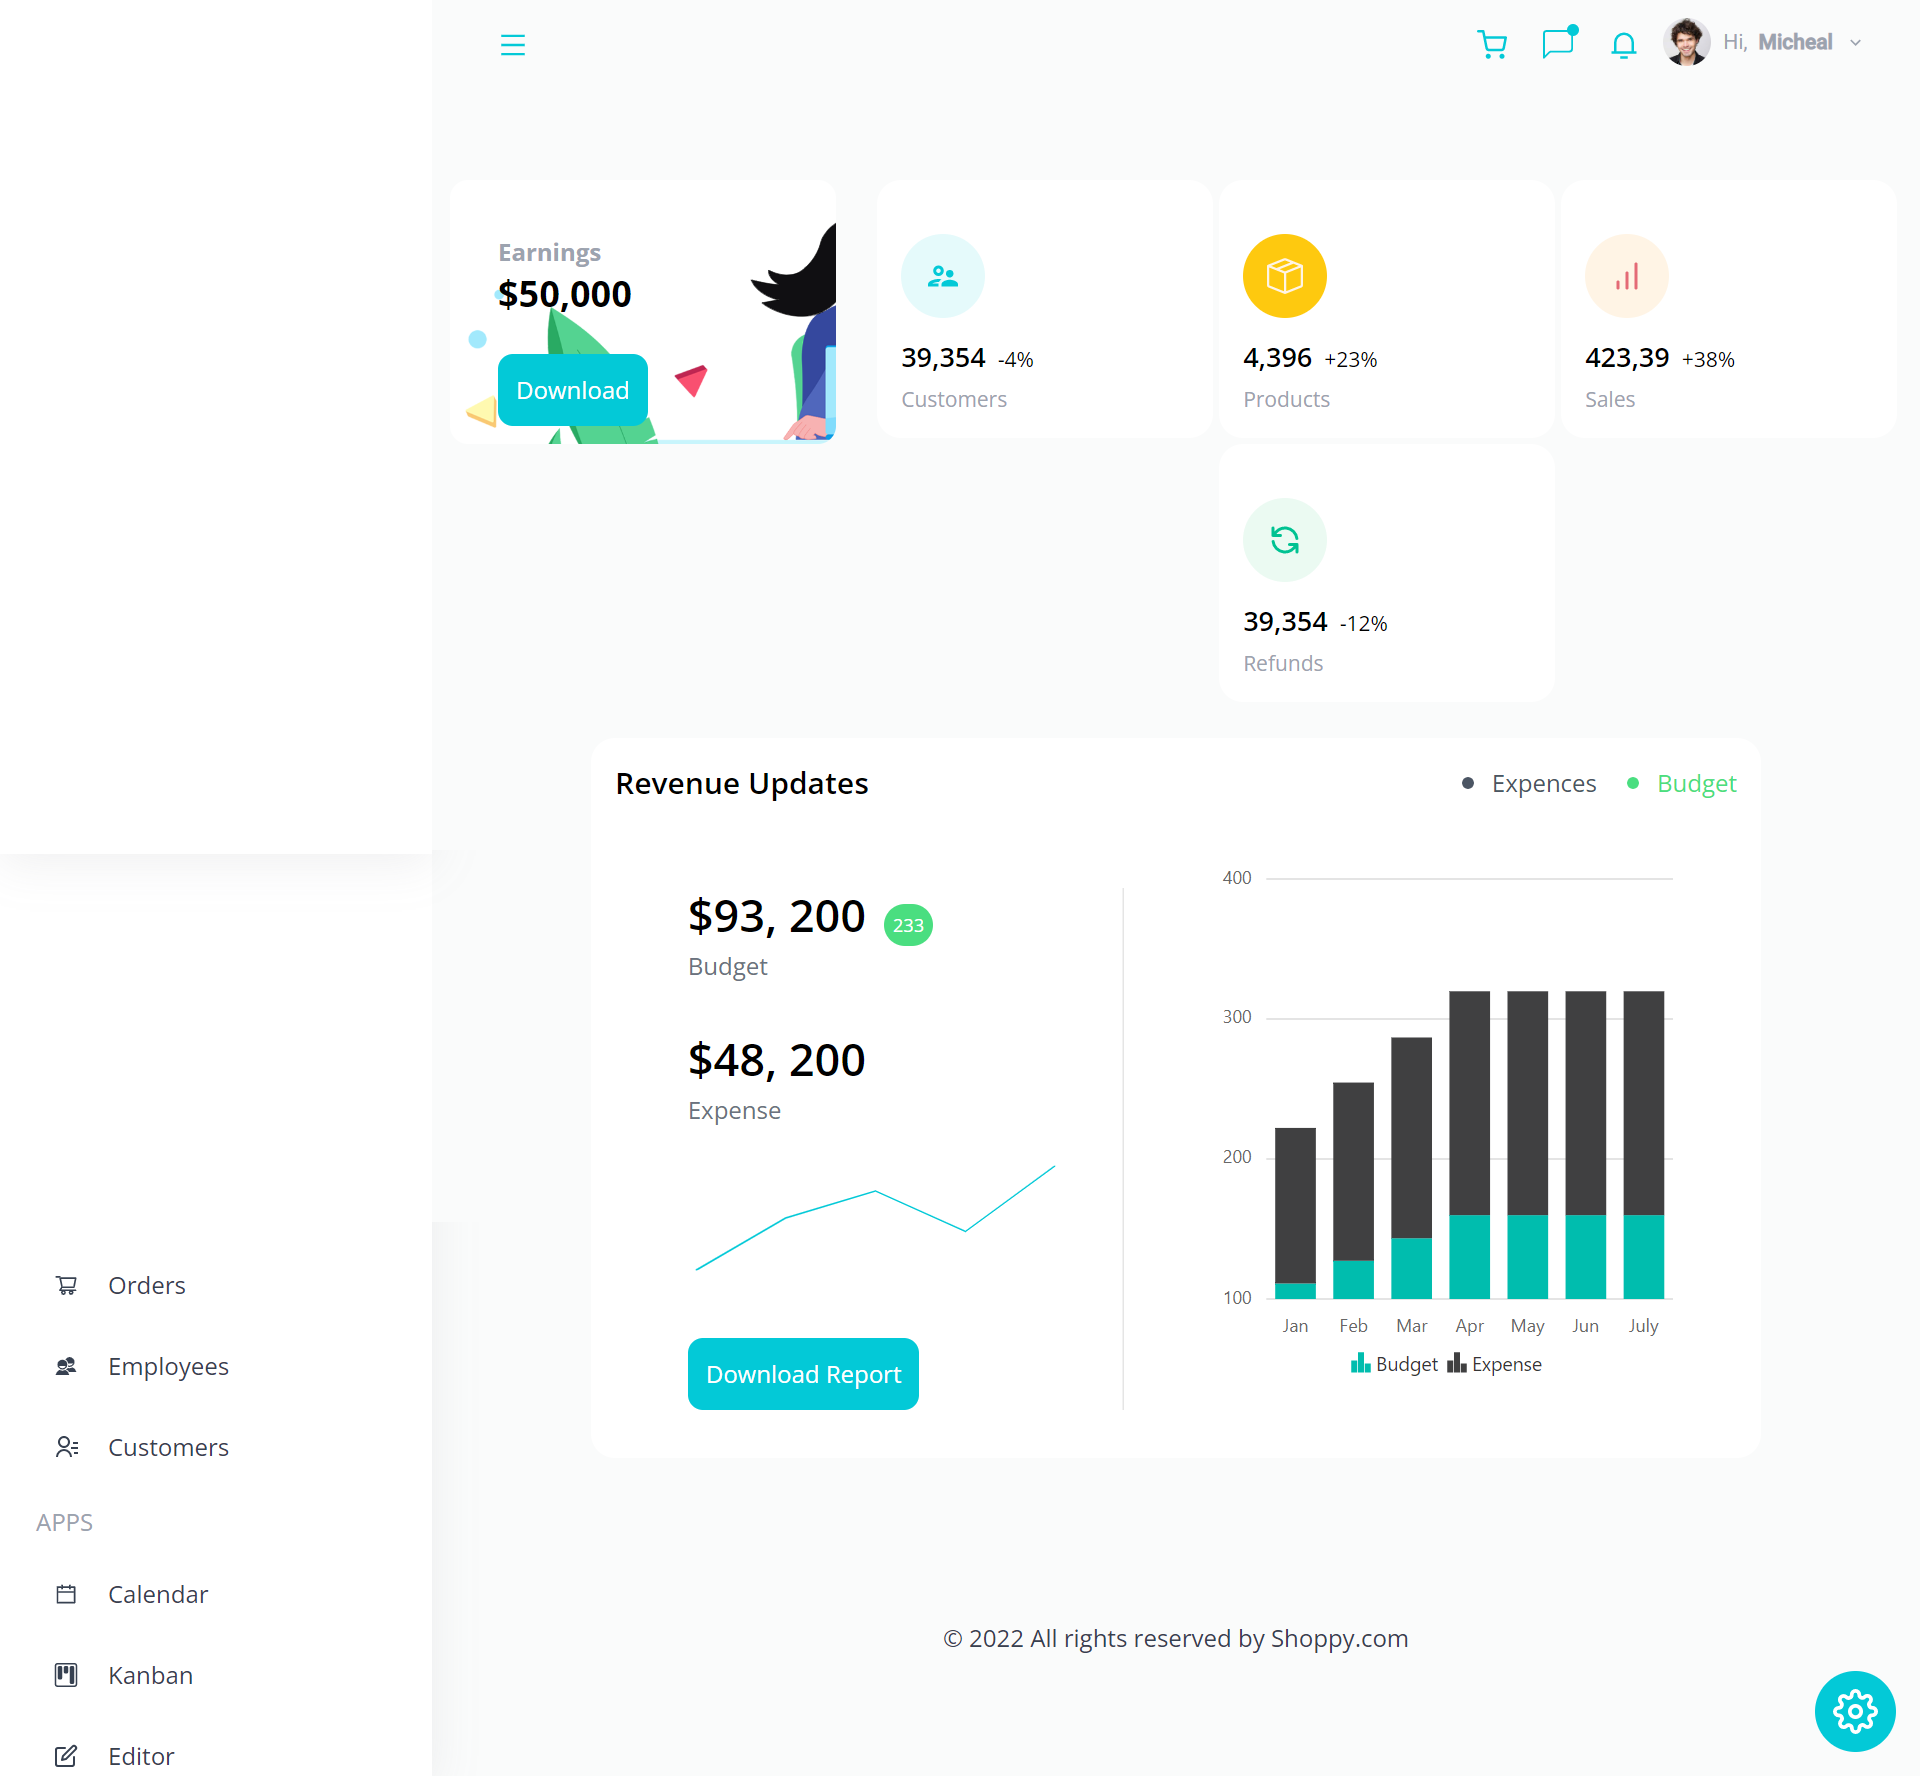 Hi, Micheal
Earnings
$50,000
Download
39,354 -4%
Customers
4,396 +23%
Products
423,39 +38%
Sales
39,354 -12%
Refunds
Revenue Updates
Expences
Budget
$93, 200 233
Budget
$48, 200
Expense
Download Report
400
300
200
100
Jan Feb Mar Apr May Jun July
Budget Expense
Orders
Employees
Customers
APPS
Calendar
Kanban
Editor
© 2022 All rights reserved by Shoppy.com